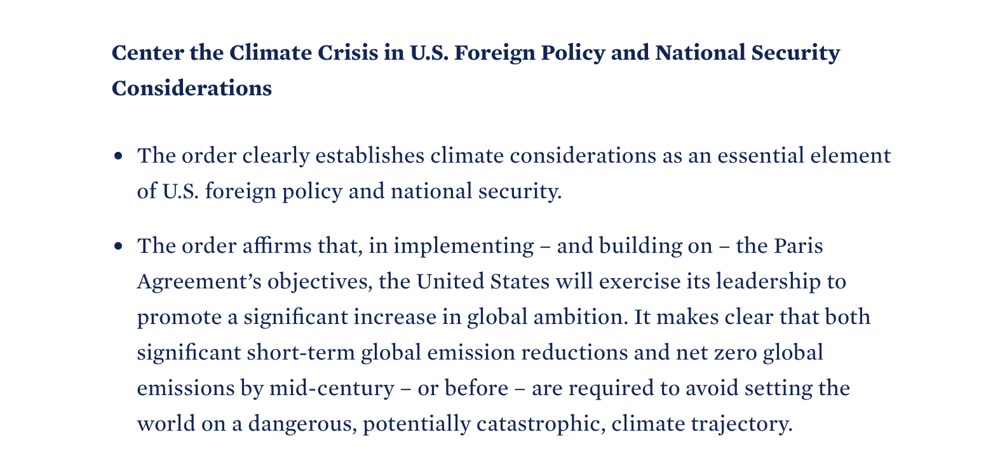 Center the Climate Crisis in U.S. Foreign Policy and National Security
Considerations
• The order clearly establishes climate considerations as an essential element
of U.S. foreign policy and national security.
• The order affirms that, in implementing – and building on – the Paris
Agreement’s objectives, the United States will exercise its leadership to
promote a significant increase in global ambition. It makes clear that both
significant short-term global emission reductions and net zero global
emissions by mid-century – or before – are required to avoid setting the
world on a dangerous, potentially catastrophic, climate trajectory.